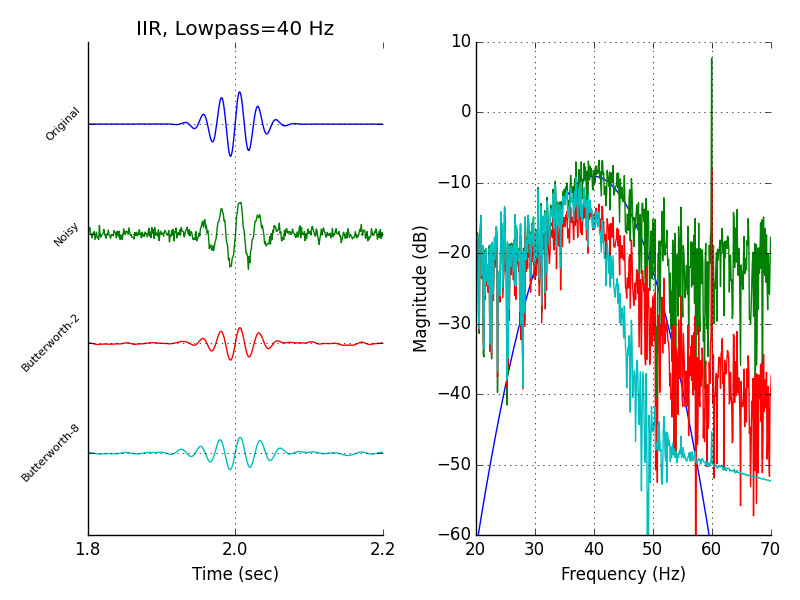 IIR, Lowpass=40 Hz
Original
Noisy
Butterworth-2
Butterworth-8
1.8 2.0 2.2
Time (sec)
10
0
−10
−20
−30
−40
−50
−60
Magnitude (dB)
20 30 40 50 60 70
Frequency (Hz)